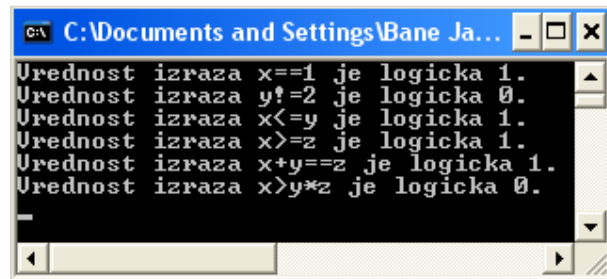 C:\Documents and Settings\Bane Ja...
Vrednost izraza x==1 je logicka 1.
Vrednost izraza y!=2 je logicka 0.
Vrednost izraza x<=y je logicka 1.
Vrednost izraza x>=z je logicka 1.
Vrednost izraza x+y==z je logicka 1.
Vrednost izraza x>y*z je logicka 0.